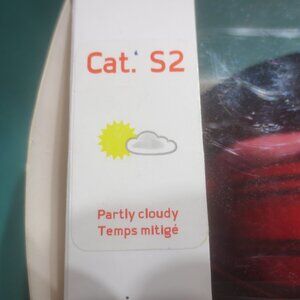 Cat. S2
Partly cloudy
Temps mitigé